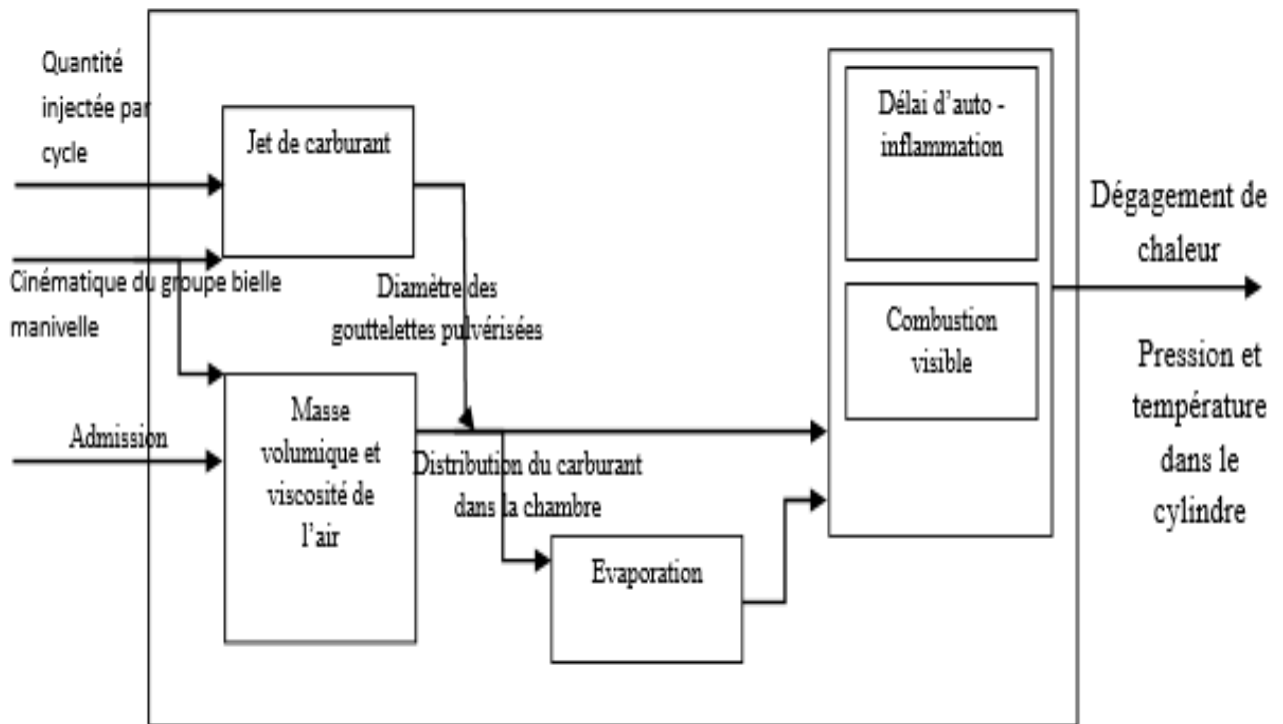 Quantité
injectée par
cycle
Jet de carburant
Cinématique du groupe bielle
manivelle
Diamètre des
gouttelettes pulvérisées
Admission
Masse
volumique et
viscosité de
l’air
Distribution du carburant
dans la chambre
Evaporation
Délai d’auto -
inflammation
Combustion
visible
Dégagement de
chaleur
Pression et
température
dans le
cylindre